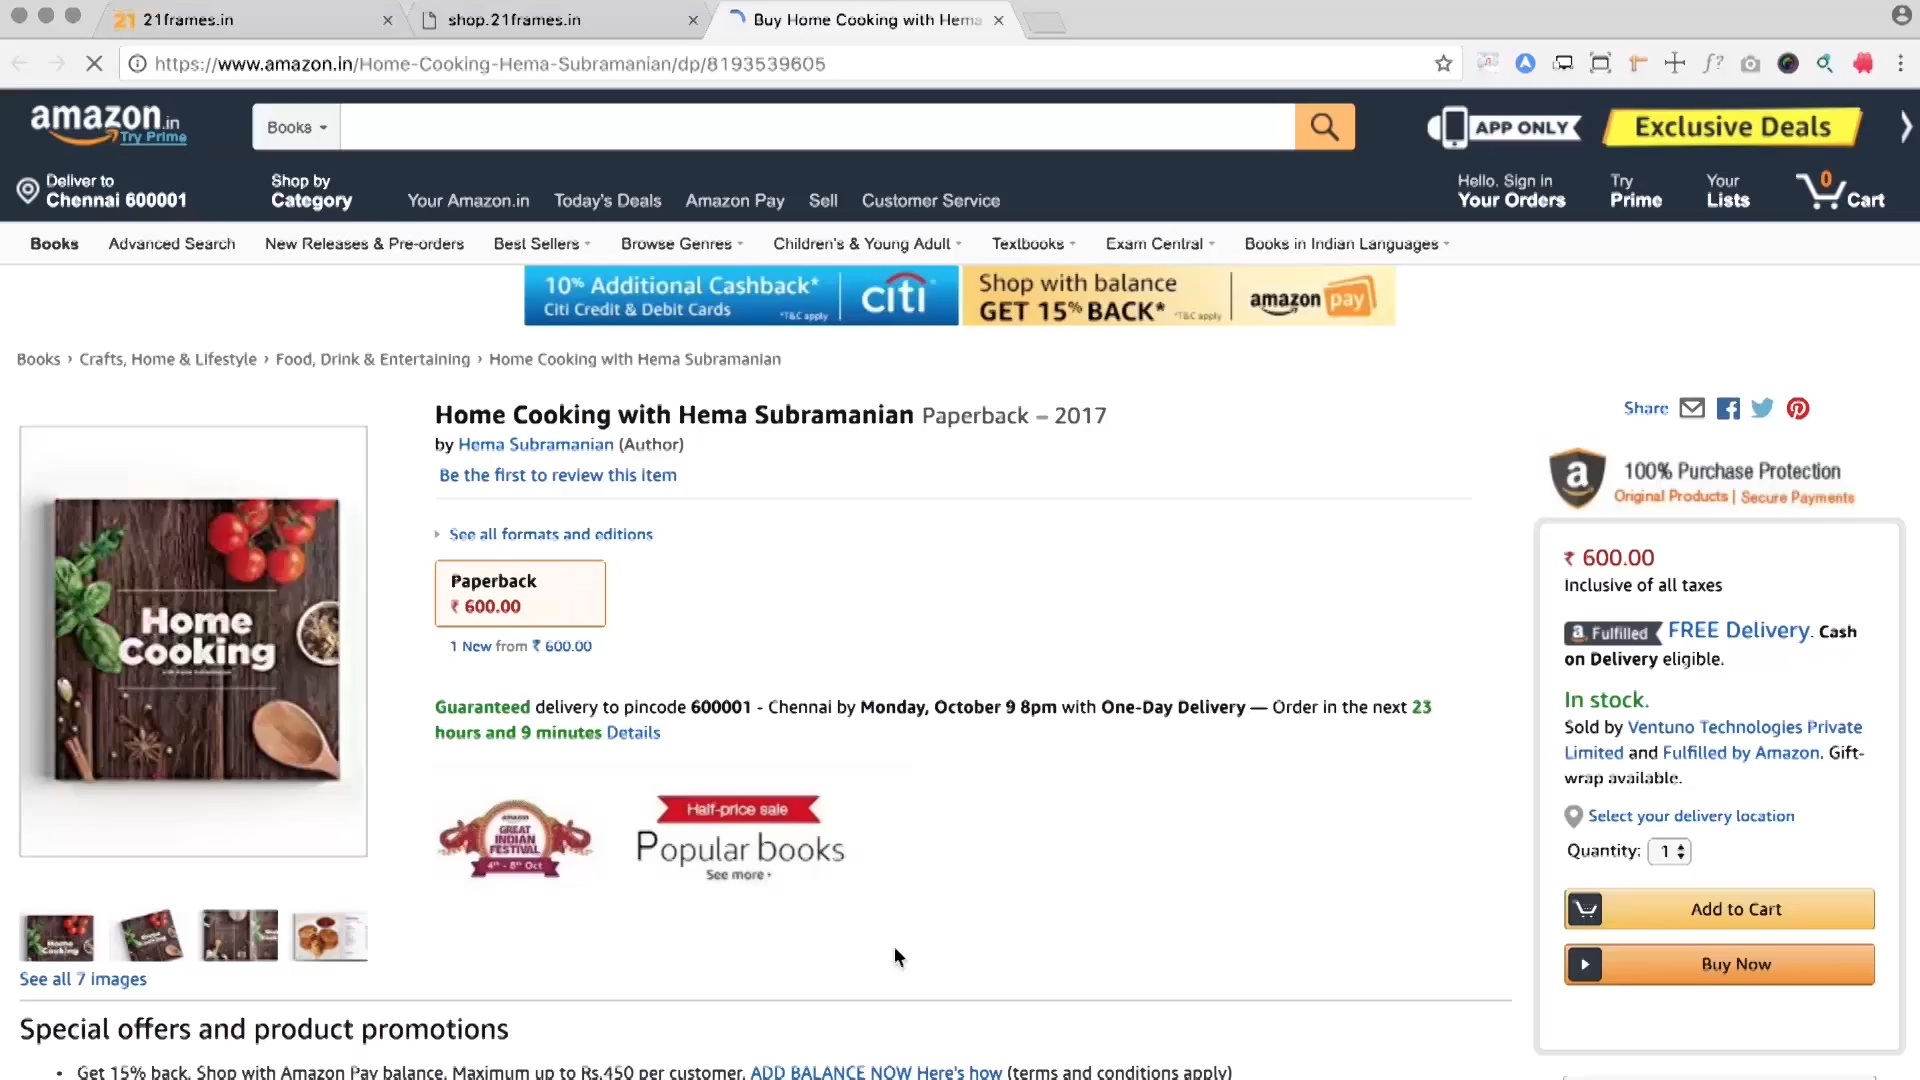 21frames.in
shop.21frames.in
Buy Home Cooking with Hema
https://www.amazon.in/Home-Cooking-Hema-Subramanian/dp/8193539605
f?
amazon.in
Try Prime
Books
APP ONLY
Exclusive Deals
Deliver to
Chennai 600001
Shop by
Category
Your Amazon.in
Today's Deals
Amazon Pay
Sell
Customer Service
Hello. Sign in
Your Orders
Try
Prime
Your
Lists
0
Cart
Books
Advanced Search
New Releases & Pre-orders
Best Sellers
Browse Genres
Children's & Young Adult
Textbooks
Exam Central
Books in Indian Languages
10% Additional Cashback*
Citi Credit & Debit Cards
*T&C apply
citi
Shop with balance
GET 15% BACK*
*T&C apply
amazon pay
Books › Crafts, Home & Lifestyle › Food, Drink & Entertaining › Home Cooking with Hema Subramanian
Home Cooking with Hema Subramanian Paperback – 2017
by Hema Subramanian (Author)
Be the first to review this item
See all formats and editions
Paperback
₹ 600.00
1 New from ₹ 600.00
Guaranteed delivery to pincode 600001 - Chennai by Monday, October 9 8pm with One-Day Delivery — Order in the next 23
hours and 9 minutes Details
Home
Cooking
amazon
GREAT
INDIAN
FESTIVAL
4th - 8th Oct
Half-price sale
Popular books
See more ›
Home
Cooking
See all 7 images
Share
a
100% Purchase Protection
Original Products | Secure Payments
₹ 600.00
Inclusive of all taxes
a Fulfilled FREE Delivery. Cash
on Delivery eligible.
In stock.
Sold by Ventuno Technologies Private
Limited and Fulfilled by Amazon. Gift-
wrap available.
Select your delivery location
Quantity: 1
Add to Cart
Buy Now
Special offers and product promotions
• Get 15% back. Shop with Amazon Pay balance. Maximum up to Rs.450 per customer. ADD BALANCE NOW Here's how (terms and conditions apply)